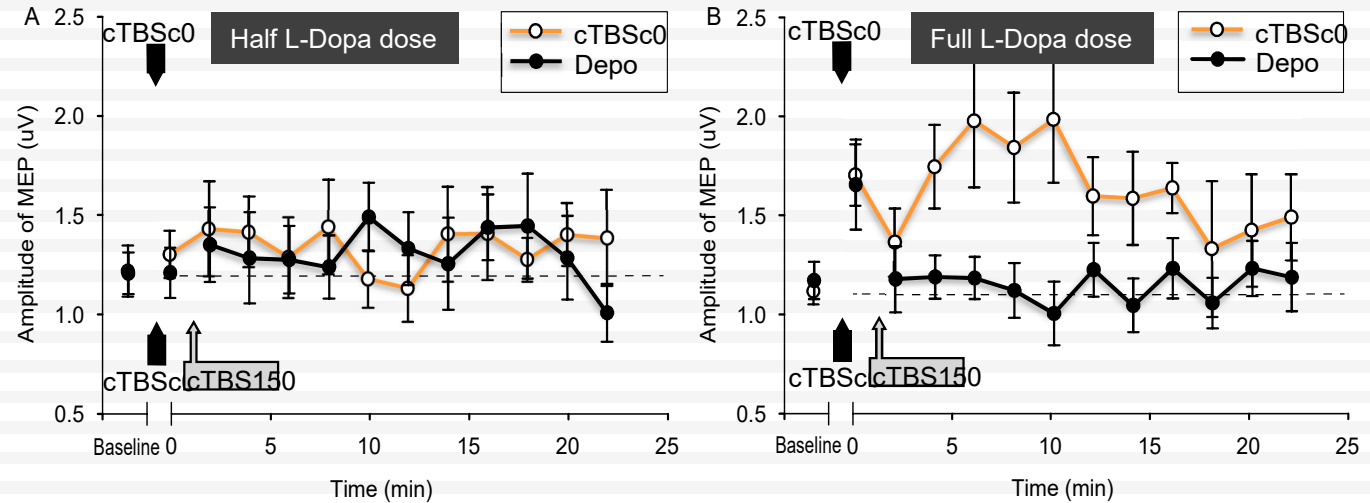 A
2.5
cTBSc0
Half L-Dopa dose
cTBSc0
Depo
2.0
1.5
1.0
0.5
Amplitude of MEP (uV)
cTBSc
cTBS150
Baseline 0 5 10 15 20 25
Time (min)
B
2.5
cTBSc0
Full L-Dopa dose
cTBSc0
Depo
2.0
1.5
1.0
0.5
Amplitude of MEP (uV)
cTBSc
cTBS150
Baseline 0 5 10 15 20 25
Time (min)